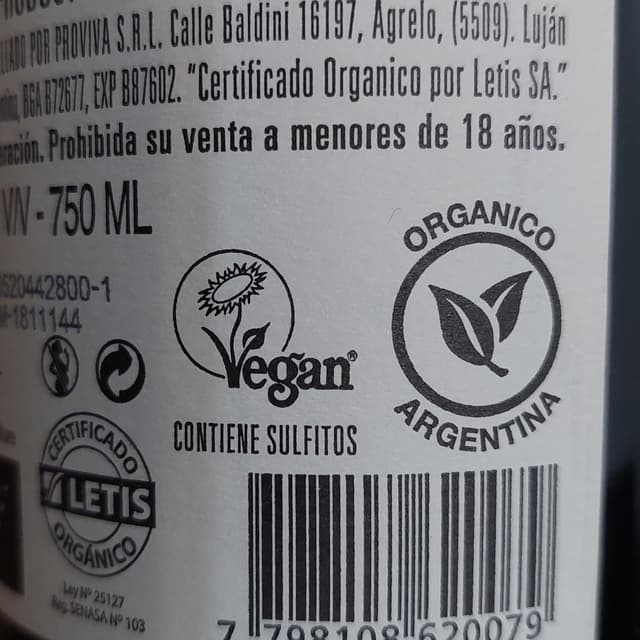 POR PROVIVA S.R.L. Calle Baldini 16197, Agrelo, (5509). Luján
RGA B72677, EXP B87602. "Certificado Organico por Letis SA."
Prohibida su venta a menores de 18 años.
VN - 750 ML
520442800-1
1811144
ORGANICO
ARGENTINA
Vegan®
CONTIENE SULFITOS
CERTIFICADO
LETIS
ORGÁNICO
Ley Nº 25127
Reg. SENASA Nº 103
7 798108 620079